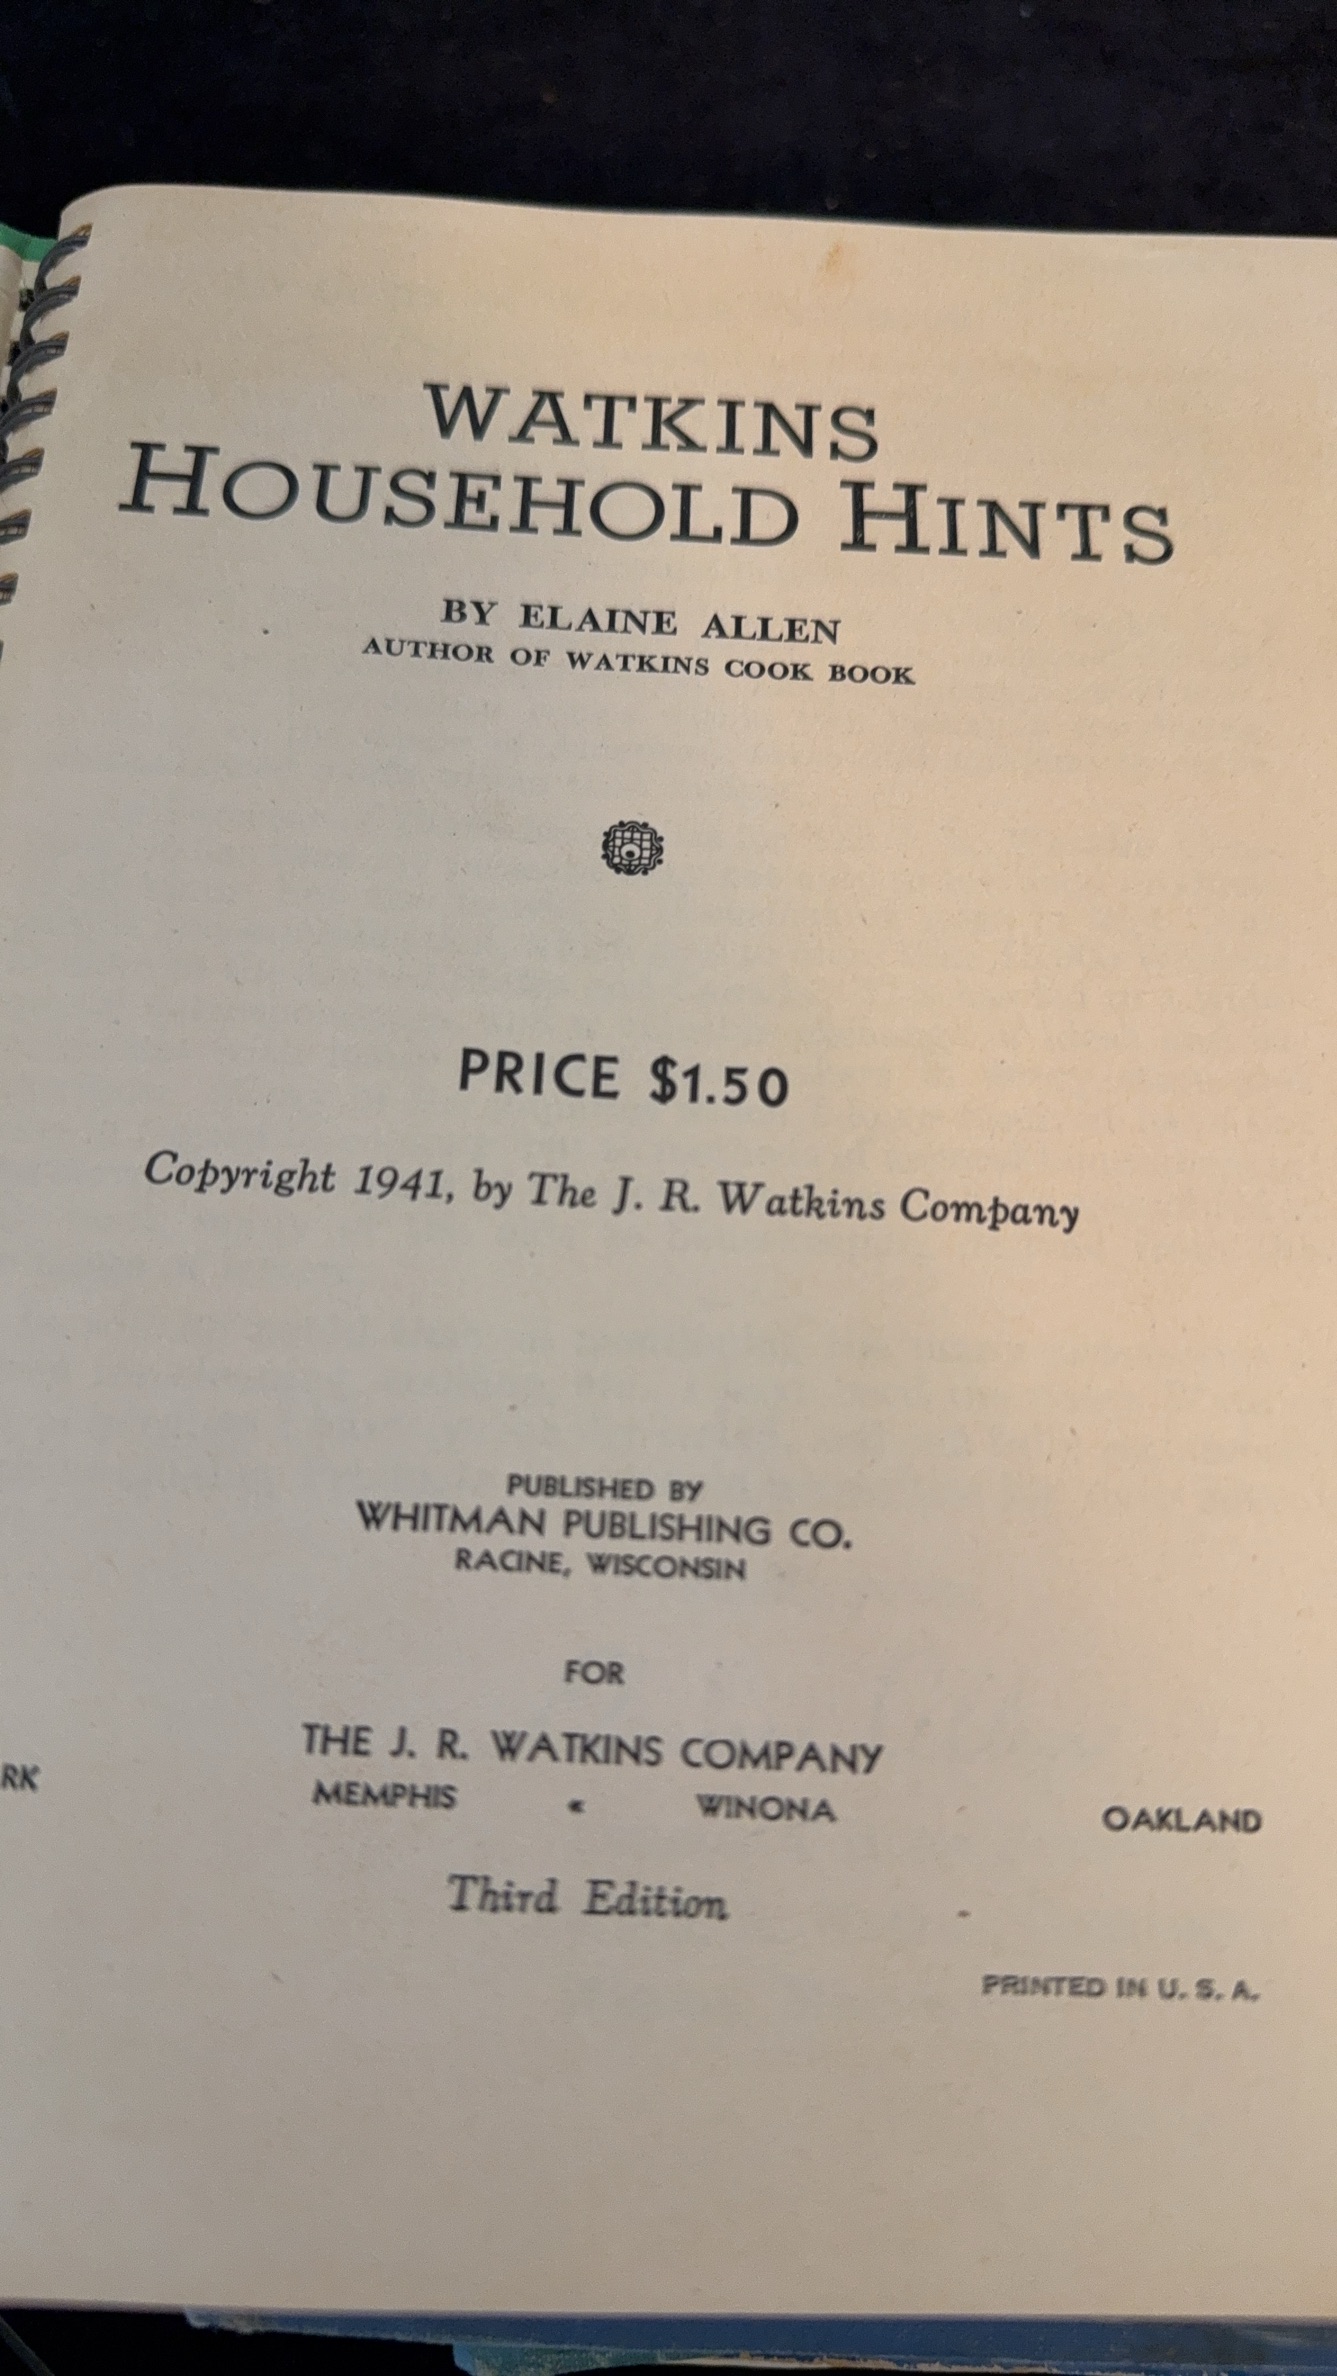 WATKINS
HOUSEHOLD HINTS
BY ELAINE ALLEN
AUTHOR OF WATKINS COOK BOOK
PRICE $1.50
Copyright 1941, by The J. R. Watkins Company
PUBLISHED BY
WHITMAN PUBLISHING CO.
RACINE, WISCONSIN
FOR
THE J. R. WATKINS COMPANY
RK MEMPHIS « WINONA OAKLAND
Third Edition
PRINTED IN U. S. A.